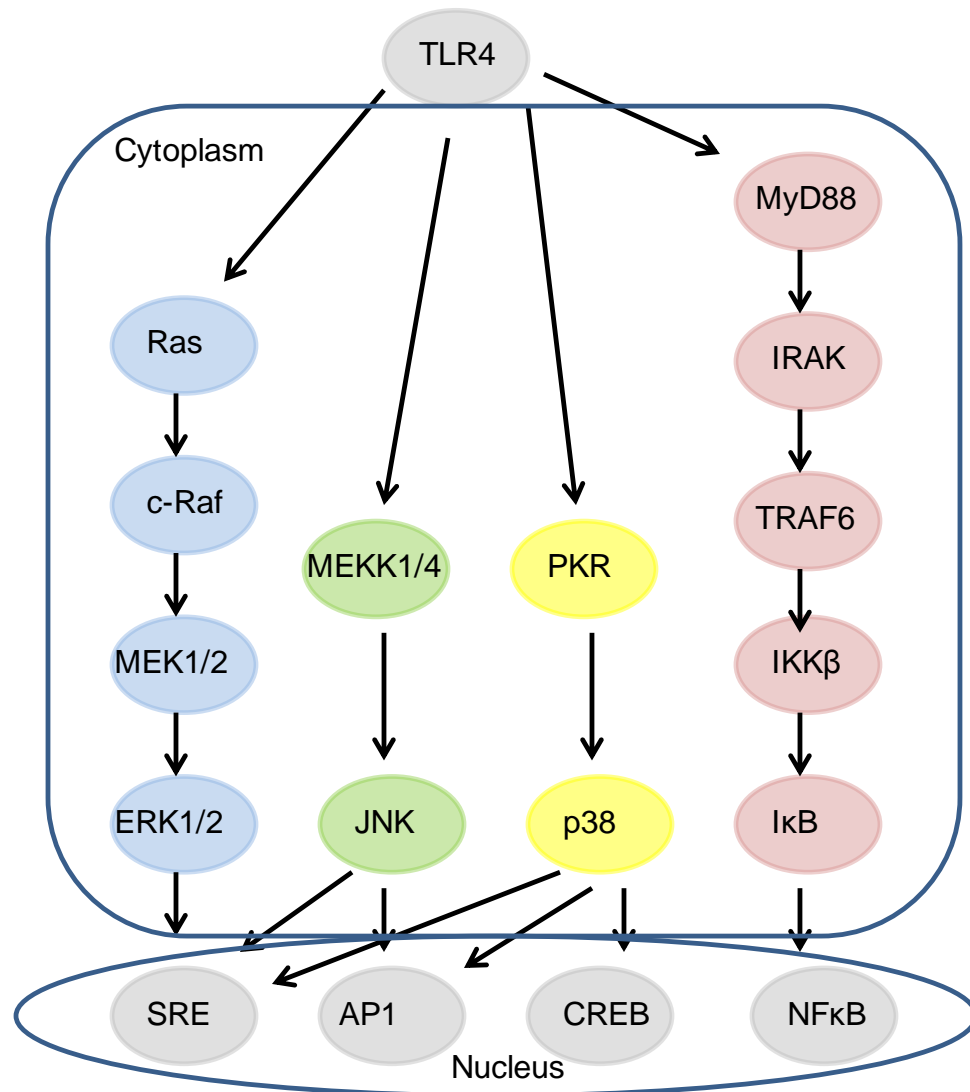 TLR4
Cytoplasm
MyD88
Ras
IRAK
c-Raf
TRAF6
MEKK1/4
PKR
MEK1/2
IKKβ
ERK1/2
JNK
p38
IκB
SRE
AP1
CREB
NFκB
Nucleus